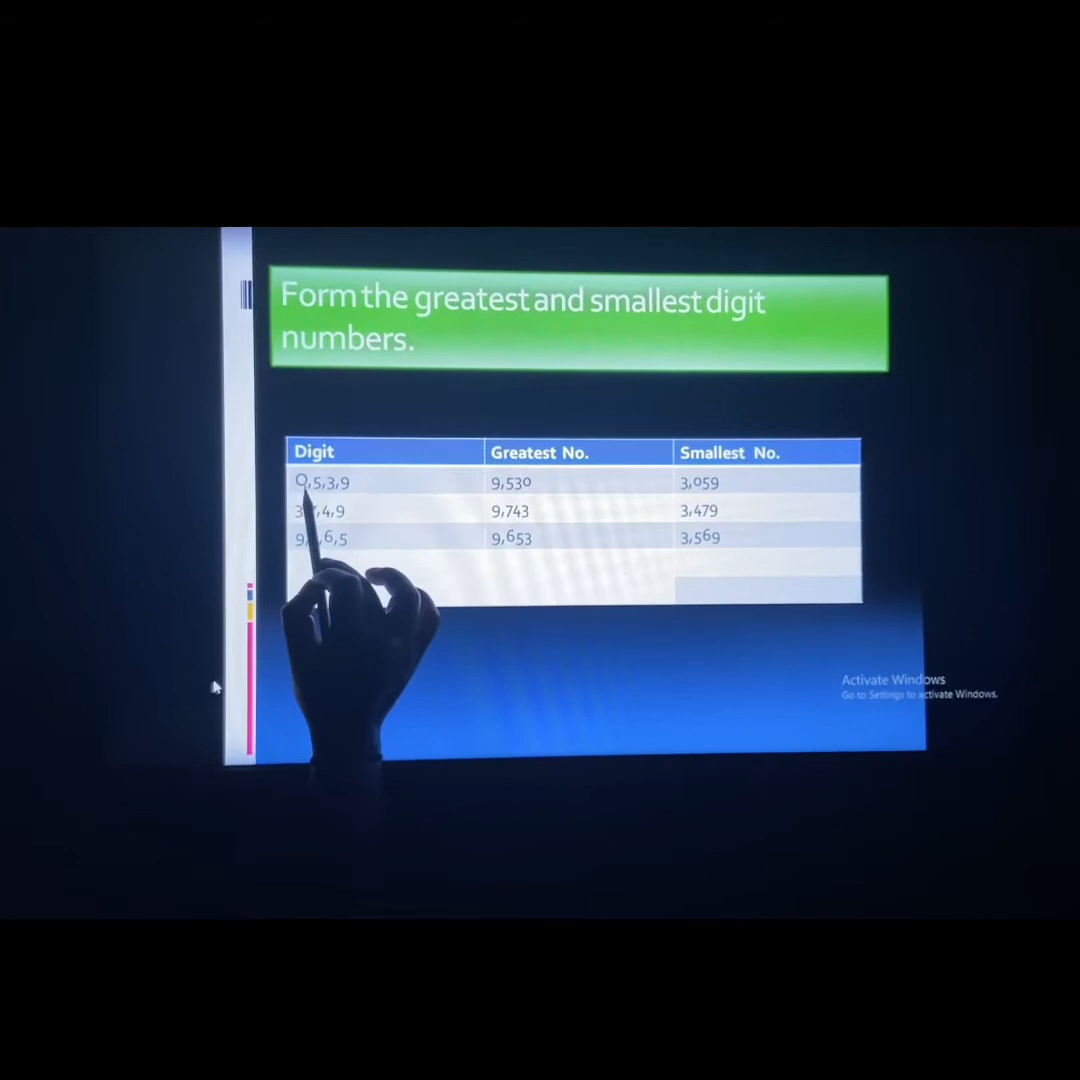 Form the greatest and smallest digit
numbers.
Digit Greatest No. Smallest No.
0,5,3,9 9,530 3,059
3 ,4,9 9,743 3,479
9, ,6,5 9,653 3,569
Activate Windows
Go to Settings to activate Windows.